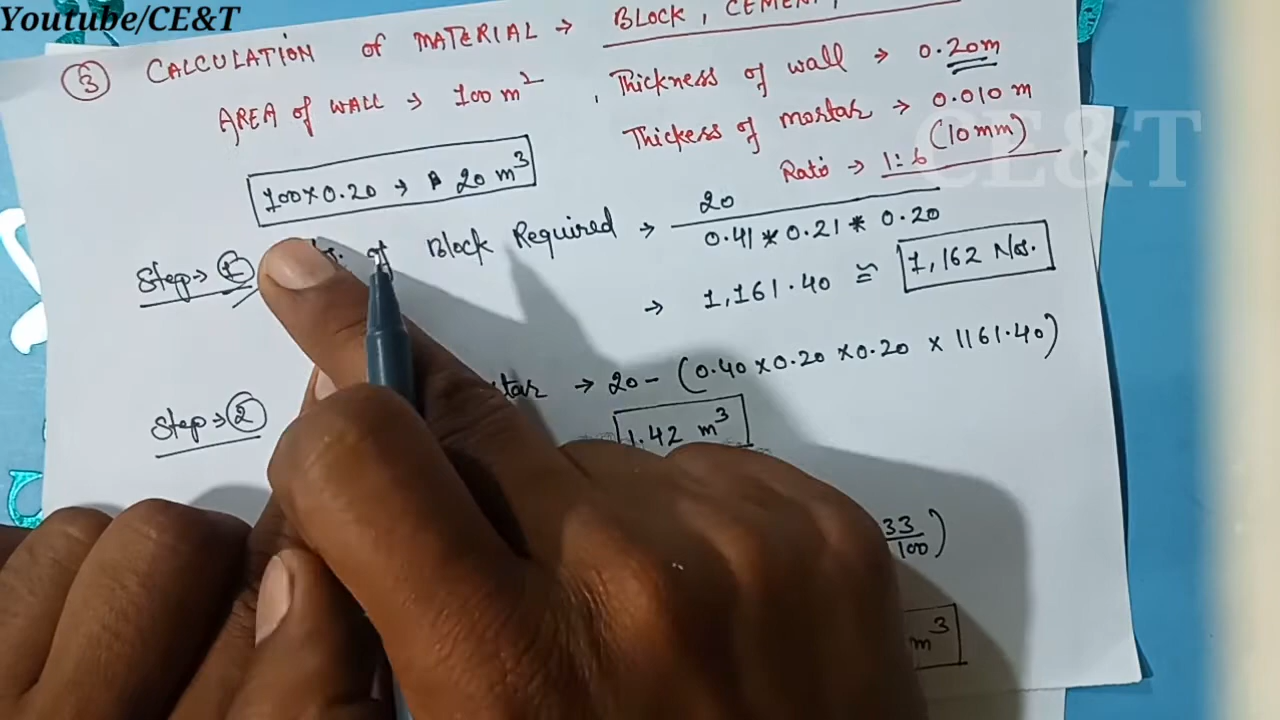 Youtube/CE&T
③ CALCULATION of MATERIAL → BLOCK, CEMENT,
AREA of WALL → 100 m², Thickness of wall → 0.20m
Thickess of mortar → 0.010 m
(10mm)
Ratio → 1:6
CE&T
100×0.20 → 20 m³
Step→① of Block Required → 20
0.41 * 0.21 * 0.20
→ 1,161.40 ≅ 1,162 Nos.
Step→② → 20 - (0.40 × 0.20 × 0.20 × 1161.40)
1.42 m³
33
100)
m³